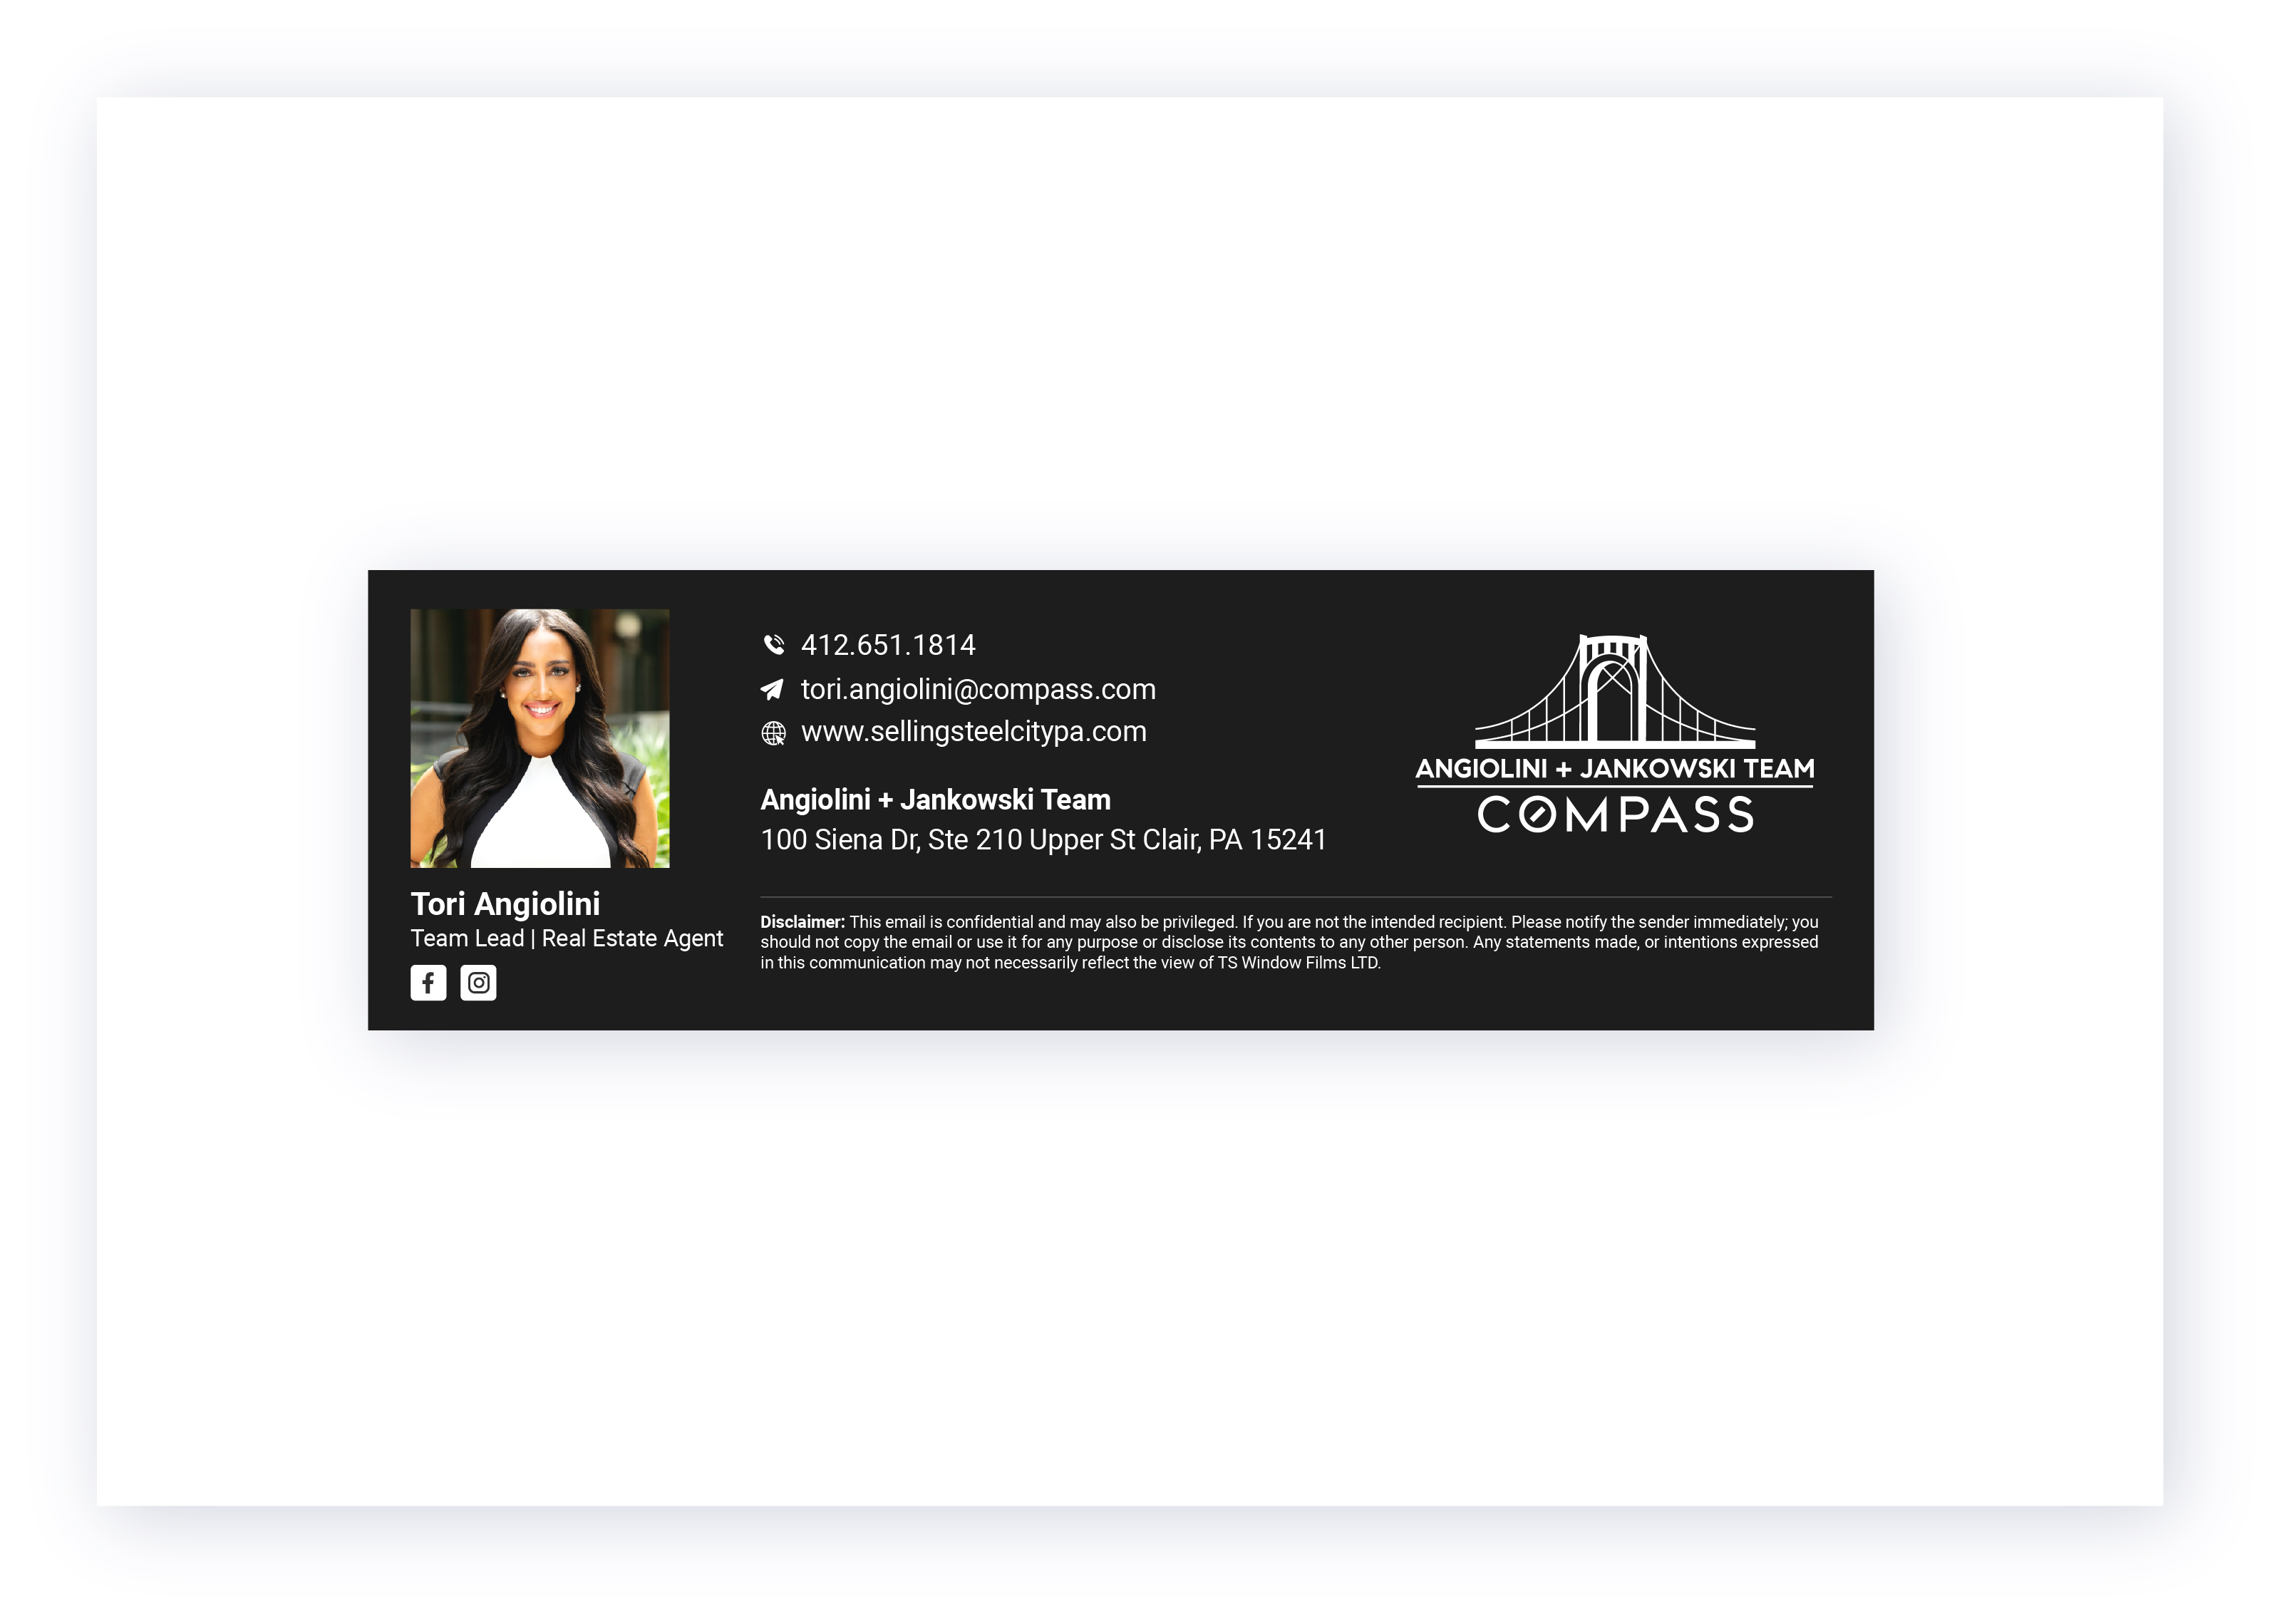 412.651.1814
tori.angiolini@compass.com
www.sellingsteelcitypa.com
Angiolini + Jankowski Team
100 Siena Dr, Ste 210 Upper St Clair, PA 15241
ANGIOLINI + JANKOWSKI TEAM
COMPASS
Tori Angiolini
Team Lead | Real Estate Agent
Disclaimer: This email is confidential and may also be privileged. If you are not the intended recipient. Please notify the sender immediately; you
should not copy the email or use it for any purpose or disclose its contents to any other person. Any statements made, or intentions expressed
in this communication may not necessarily reflect the view of TS Window Films LTD.